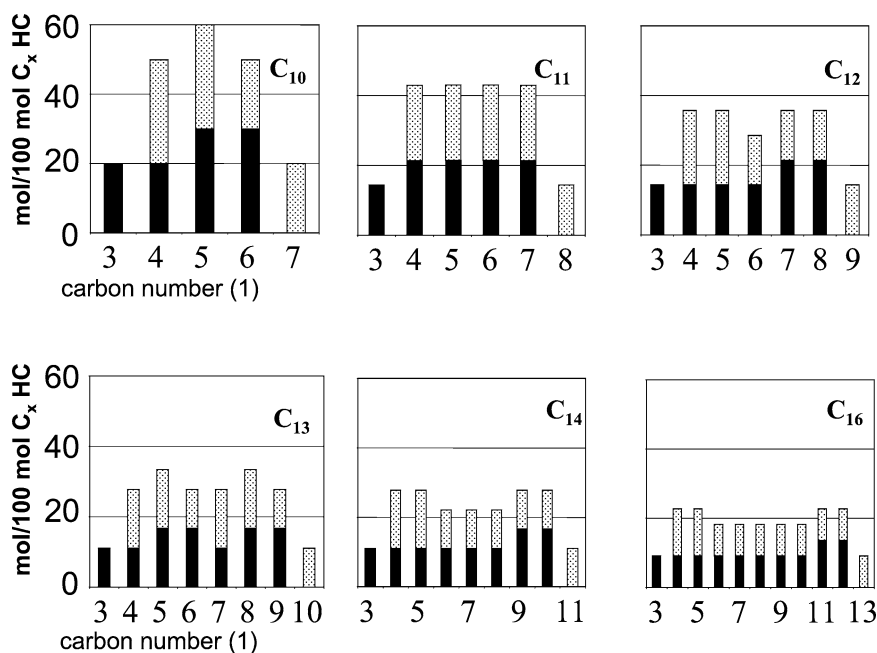 mol/100 mol Cₓ HC
60
40
20
0
C₁₀
3 4 5 6 7
carbon number (1)
C₁₁
3 4 5 6 7 8
C₁₂
3 4 5 6 7 8 9
mol/100 mol Cₓ HC
60
40
20
0
C₁₃
3 4 5 6 7 8 9 10
carbon number (1)
C₁₄
3 5 7 9 11
C₁₆
3 5 7 9 11 13